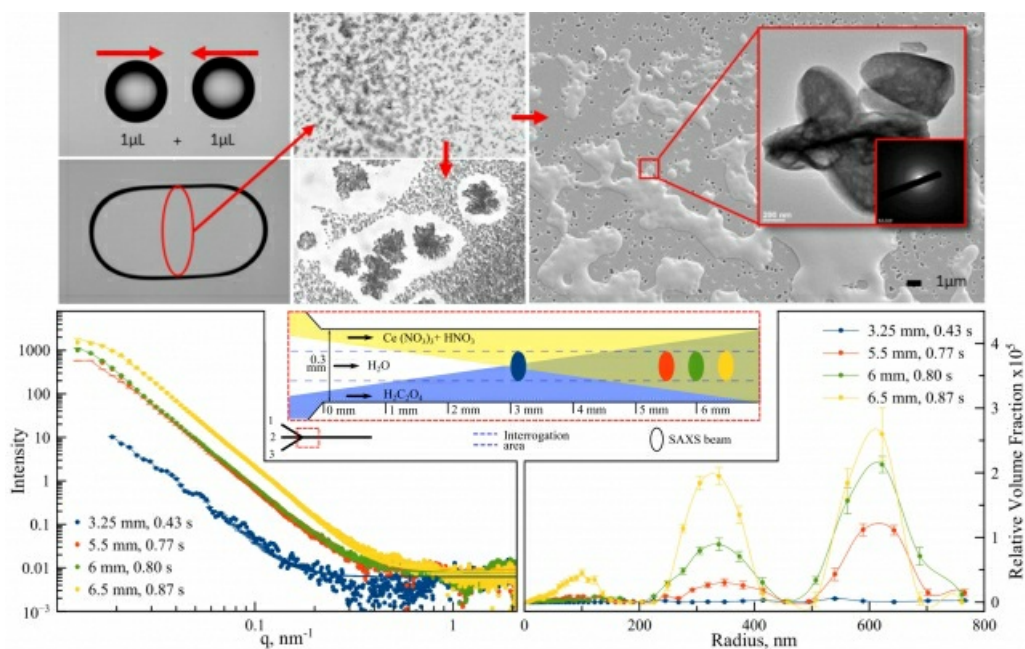 1μL + 1μL
200 nm
1μm
Ce (NO₃)₃+ HNO₃
0.3
mm
H₂O
H₂C₂O₄
0 mm
1 mm
2 mm
3 mm
4 mm
5 mm
6 mm
1
2
3
Interrogation
area
SAXS beam
Intensity
1000
100
10
1
0.1
0.01
10⁻³
3.25 mm, 0.43 s
5.5 mm, 0.77 s
6 mm, 0.80 s
6.5 mm, 0.87 s
0.1
1
q, nm⁻¹
3.25 mm, 0.43 s
5.5 mm, 0.77 s
6 mm, 0.80 s
6.5 mm, 0.87 s
4
3
2
1
0
Relative Volume Fraction x10⁵
0
200
400
600
800
Radius, nm